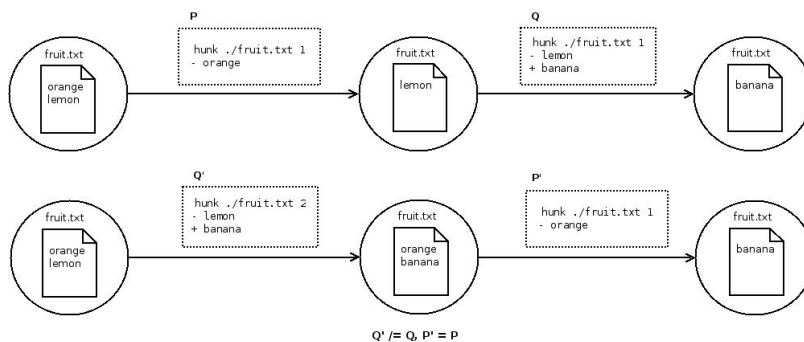 P
hunk ./fruit.txt 1
- orange
Q
hunk ./fruit.txt 1
- lemon
+ banana
fruit.txt
orange
lemon
fruit.txt
lemon
fruit.txt
banana
Q'
hunk ./fruit.txt 2
- lemon
+ banana
P'
hunk ./fruit.txt 1
- orange
fruit.txt
orange
lemon
fruit.txt
orange
banana
fruit.txt
banana
Q' /= Q, P' = P